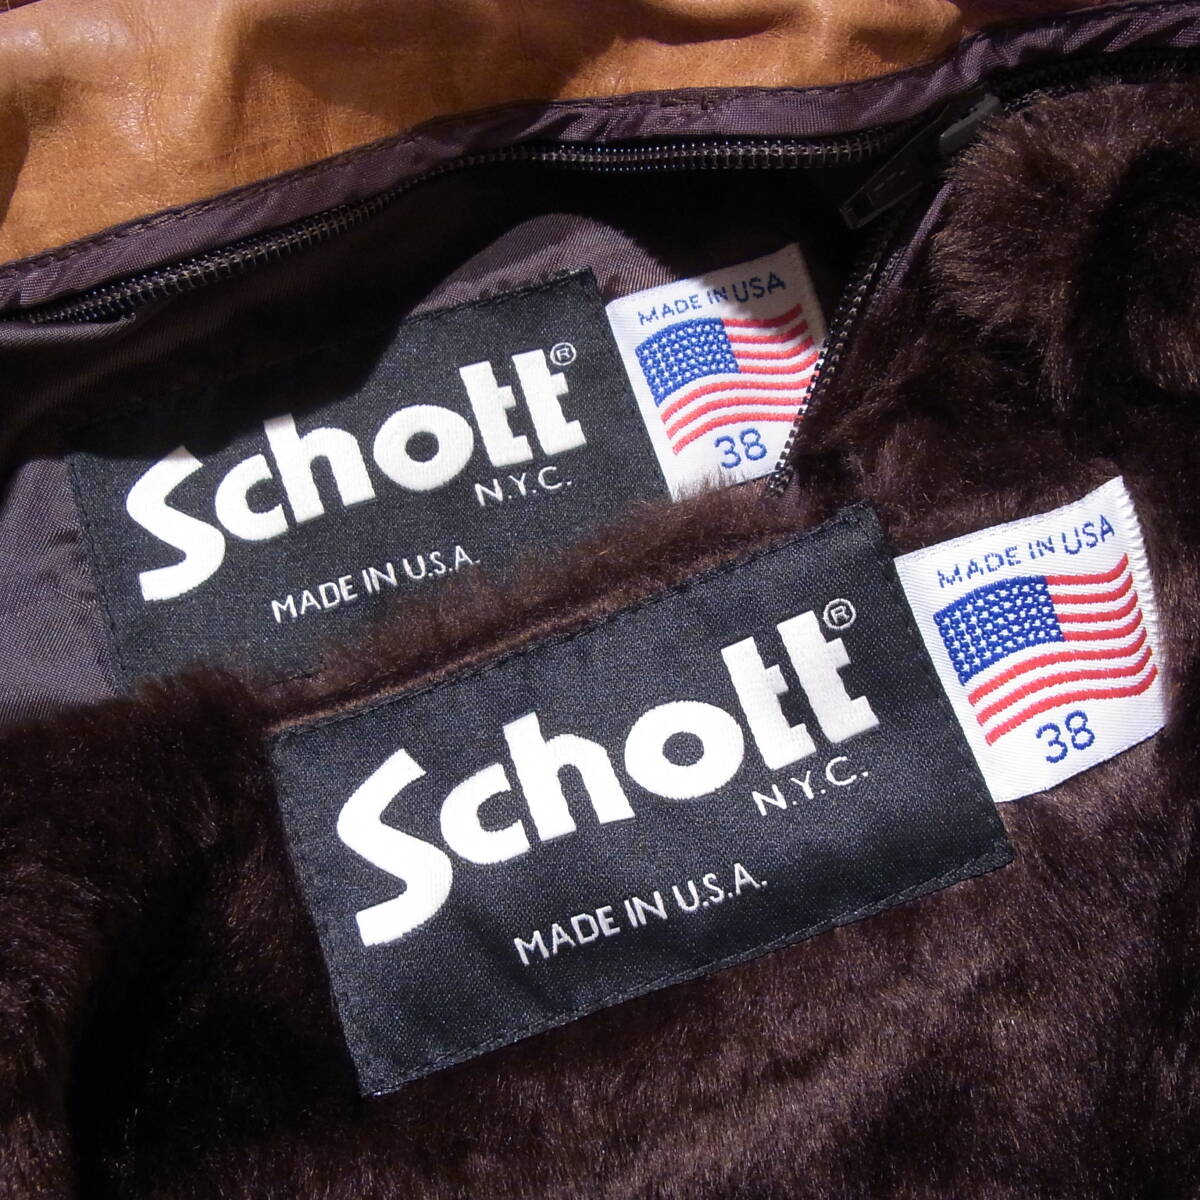 MADE IN USA
38
Schott®
N.Y.C.
MADE IN U.S.A.
MADE IN USA
38
Schott®
N.Y.C.
MADE IN U.S.A.